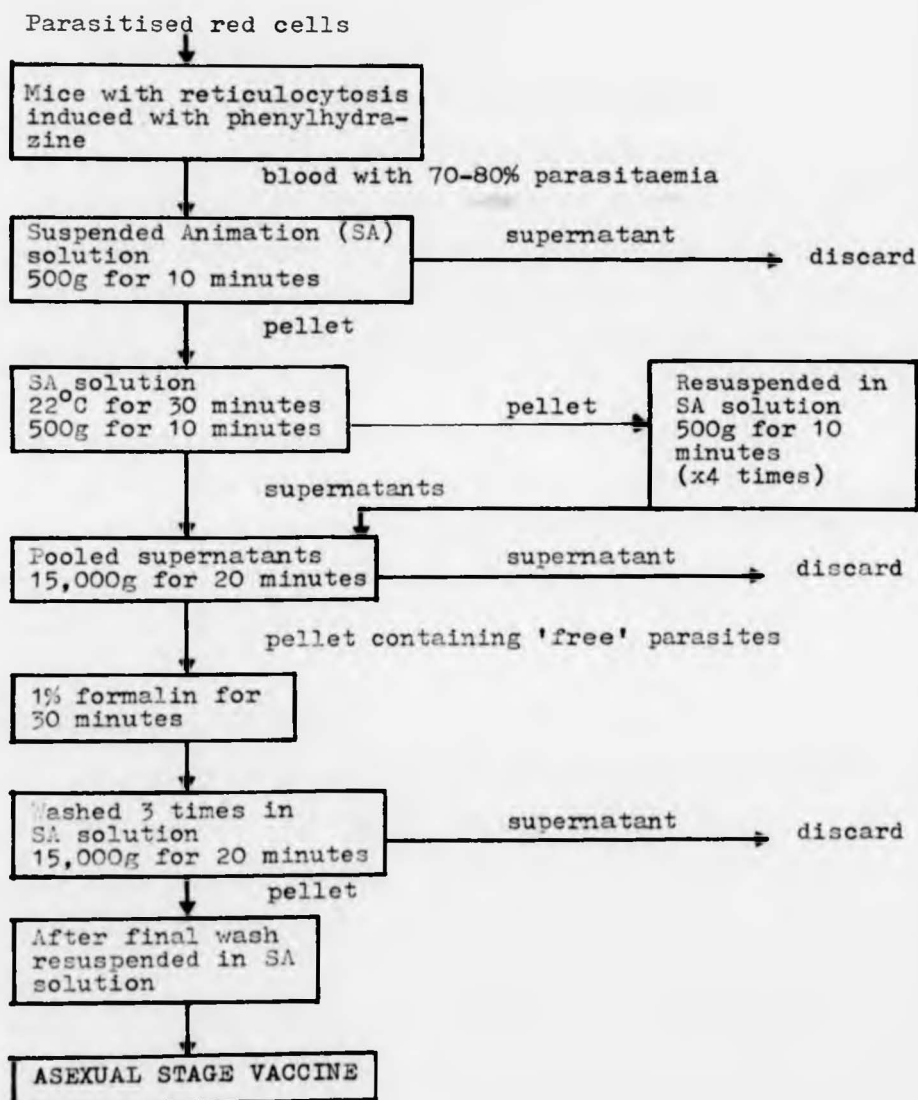 Parasitised red cells
Mice with reticulocytosis
induced with phenylhydra-
zine
blood with 70-80% parasitaemia
Suspended Animation (SA)
solution
500g for 10 minutes
supernatant
discard
pellet
SA solution
22°C for 30 minutes
500g for 10 minutes
pellet
Resuspended in
SA solution
500g for 10
minutes
(x4 times)
supernatants
Pooled supernatants
15,000g for 20 minutes
supernatant
discard
pellet containing 'free' parasites
1% formalin for
30 minutes
Washed 3 times in
SA solution
15,000g for 20 minutes
supernatant
discard
pellet
After final wash
resuspended in SA
solution
ASEXUAL STAGE VACCINE